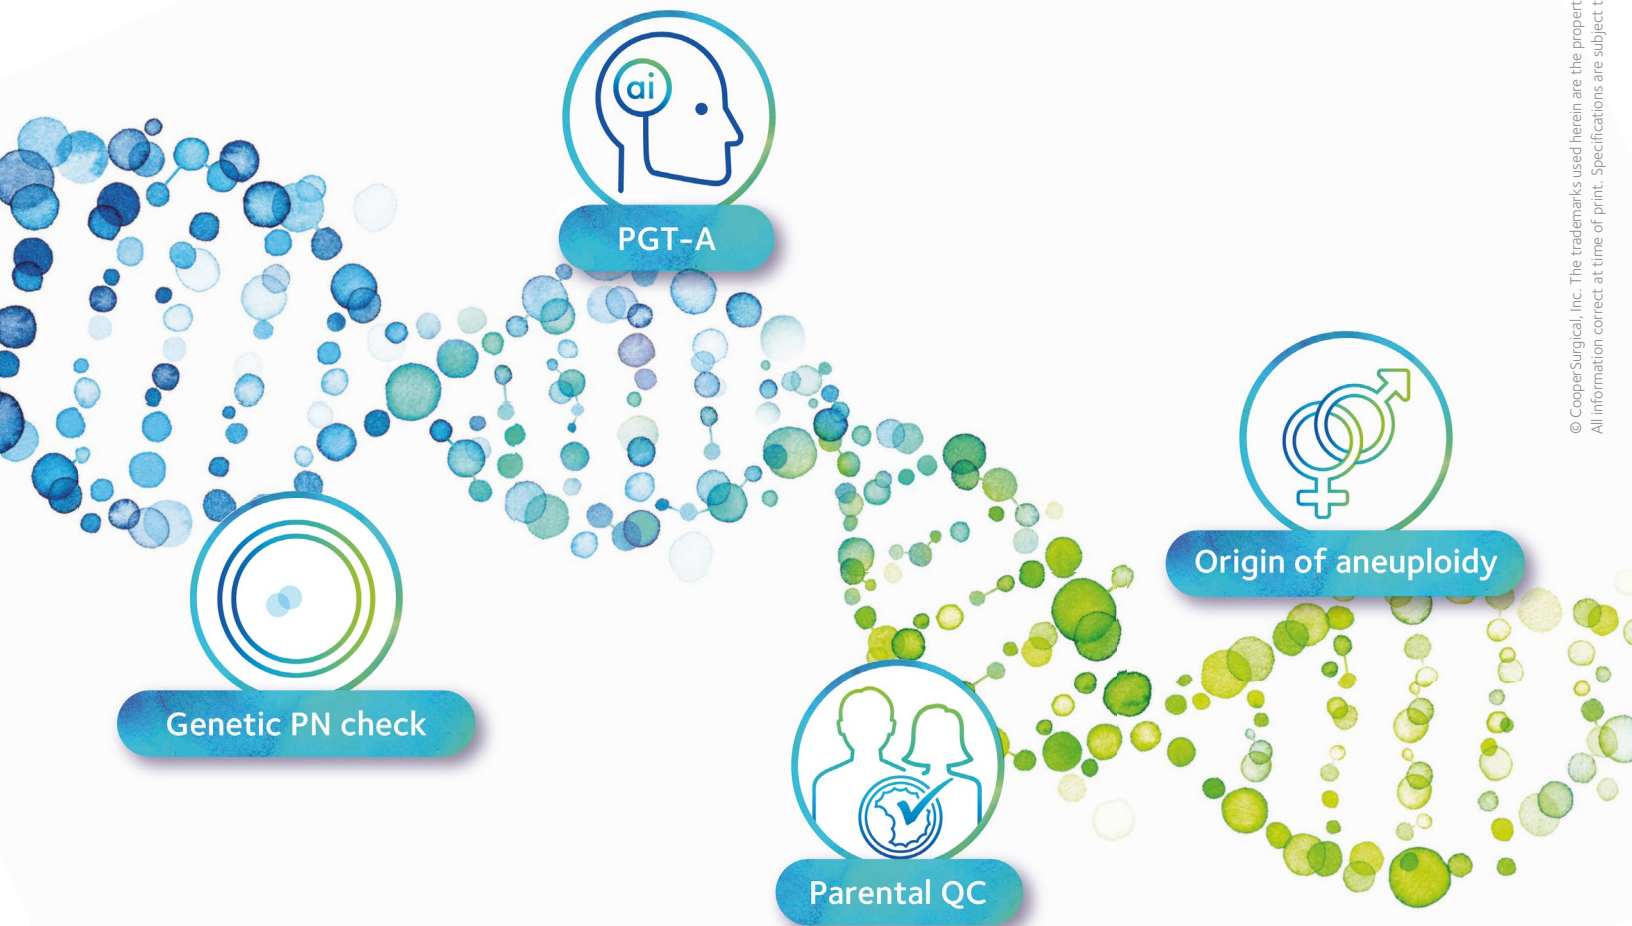 ai
PGT-A
Origin of aneuploidy
Genetic PN check
Parental QC
© CooperSurgical, Inc. The trademarks used herein are the
All information correct at time of print. Specifications are subject